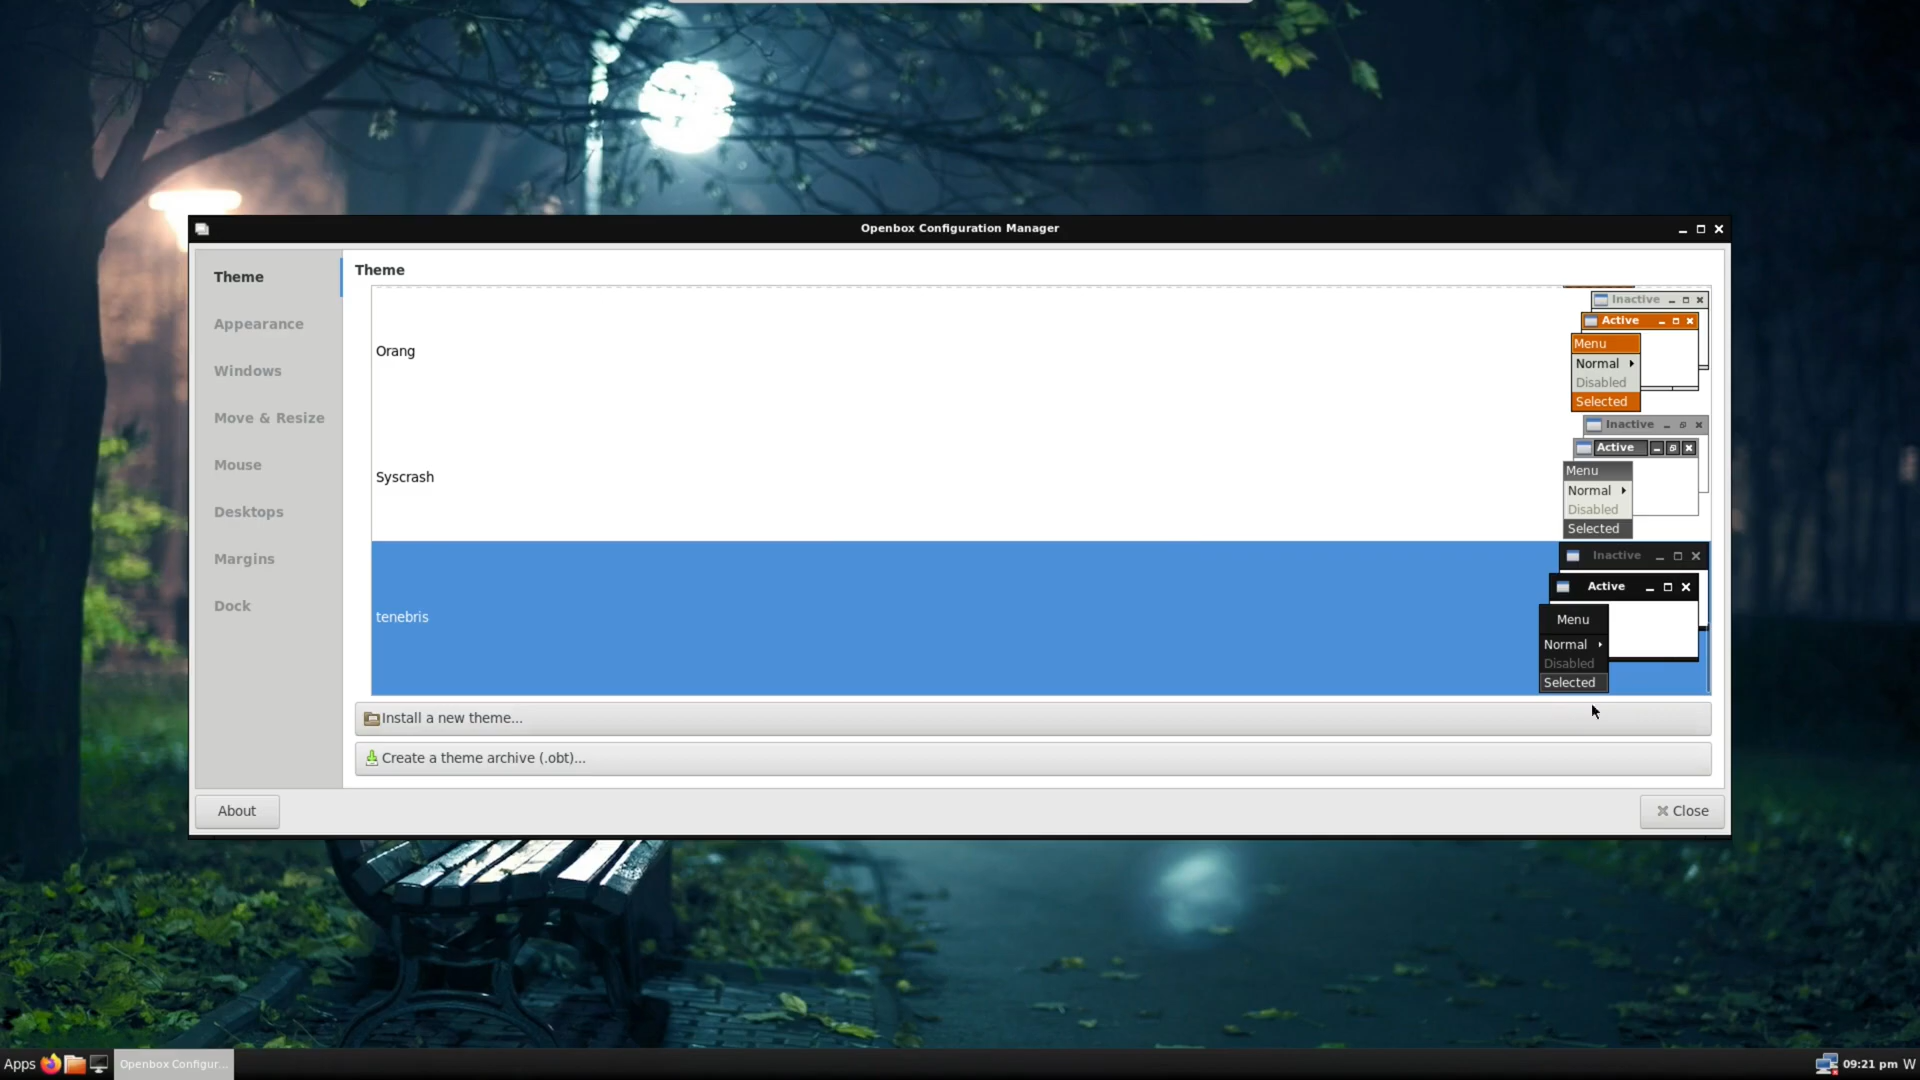 Openbox Configuration Manager
Theme
Appearance
Windows
Move & Resize
Mouse
Desktops
Margins
Dock
Theme
Orang
Inactive
Active
Menu
Normal
Disabled
Selected
Syscrash
Inactive
Active
Menu
Normal
Disabled
Selected
tenebris
Inactive
Active
Menu
Normal
Disabled
Selected
Install a new theme...
Create a theme archive (.obt)...
About
Close
Apps
Openbox Configur...
09:21 pm W